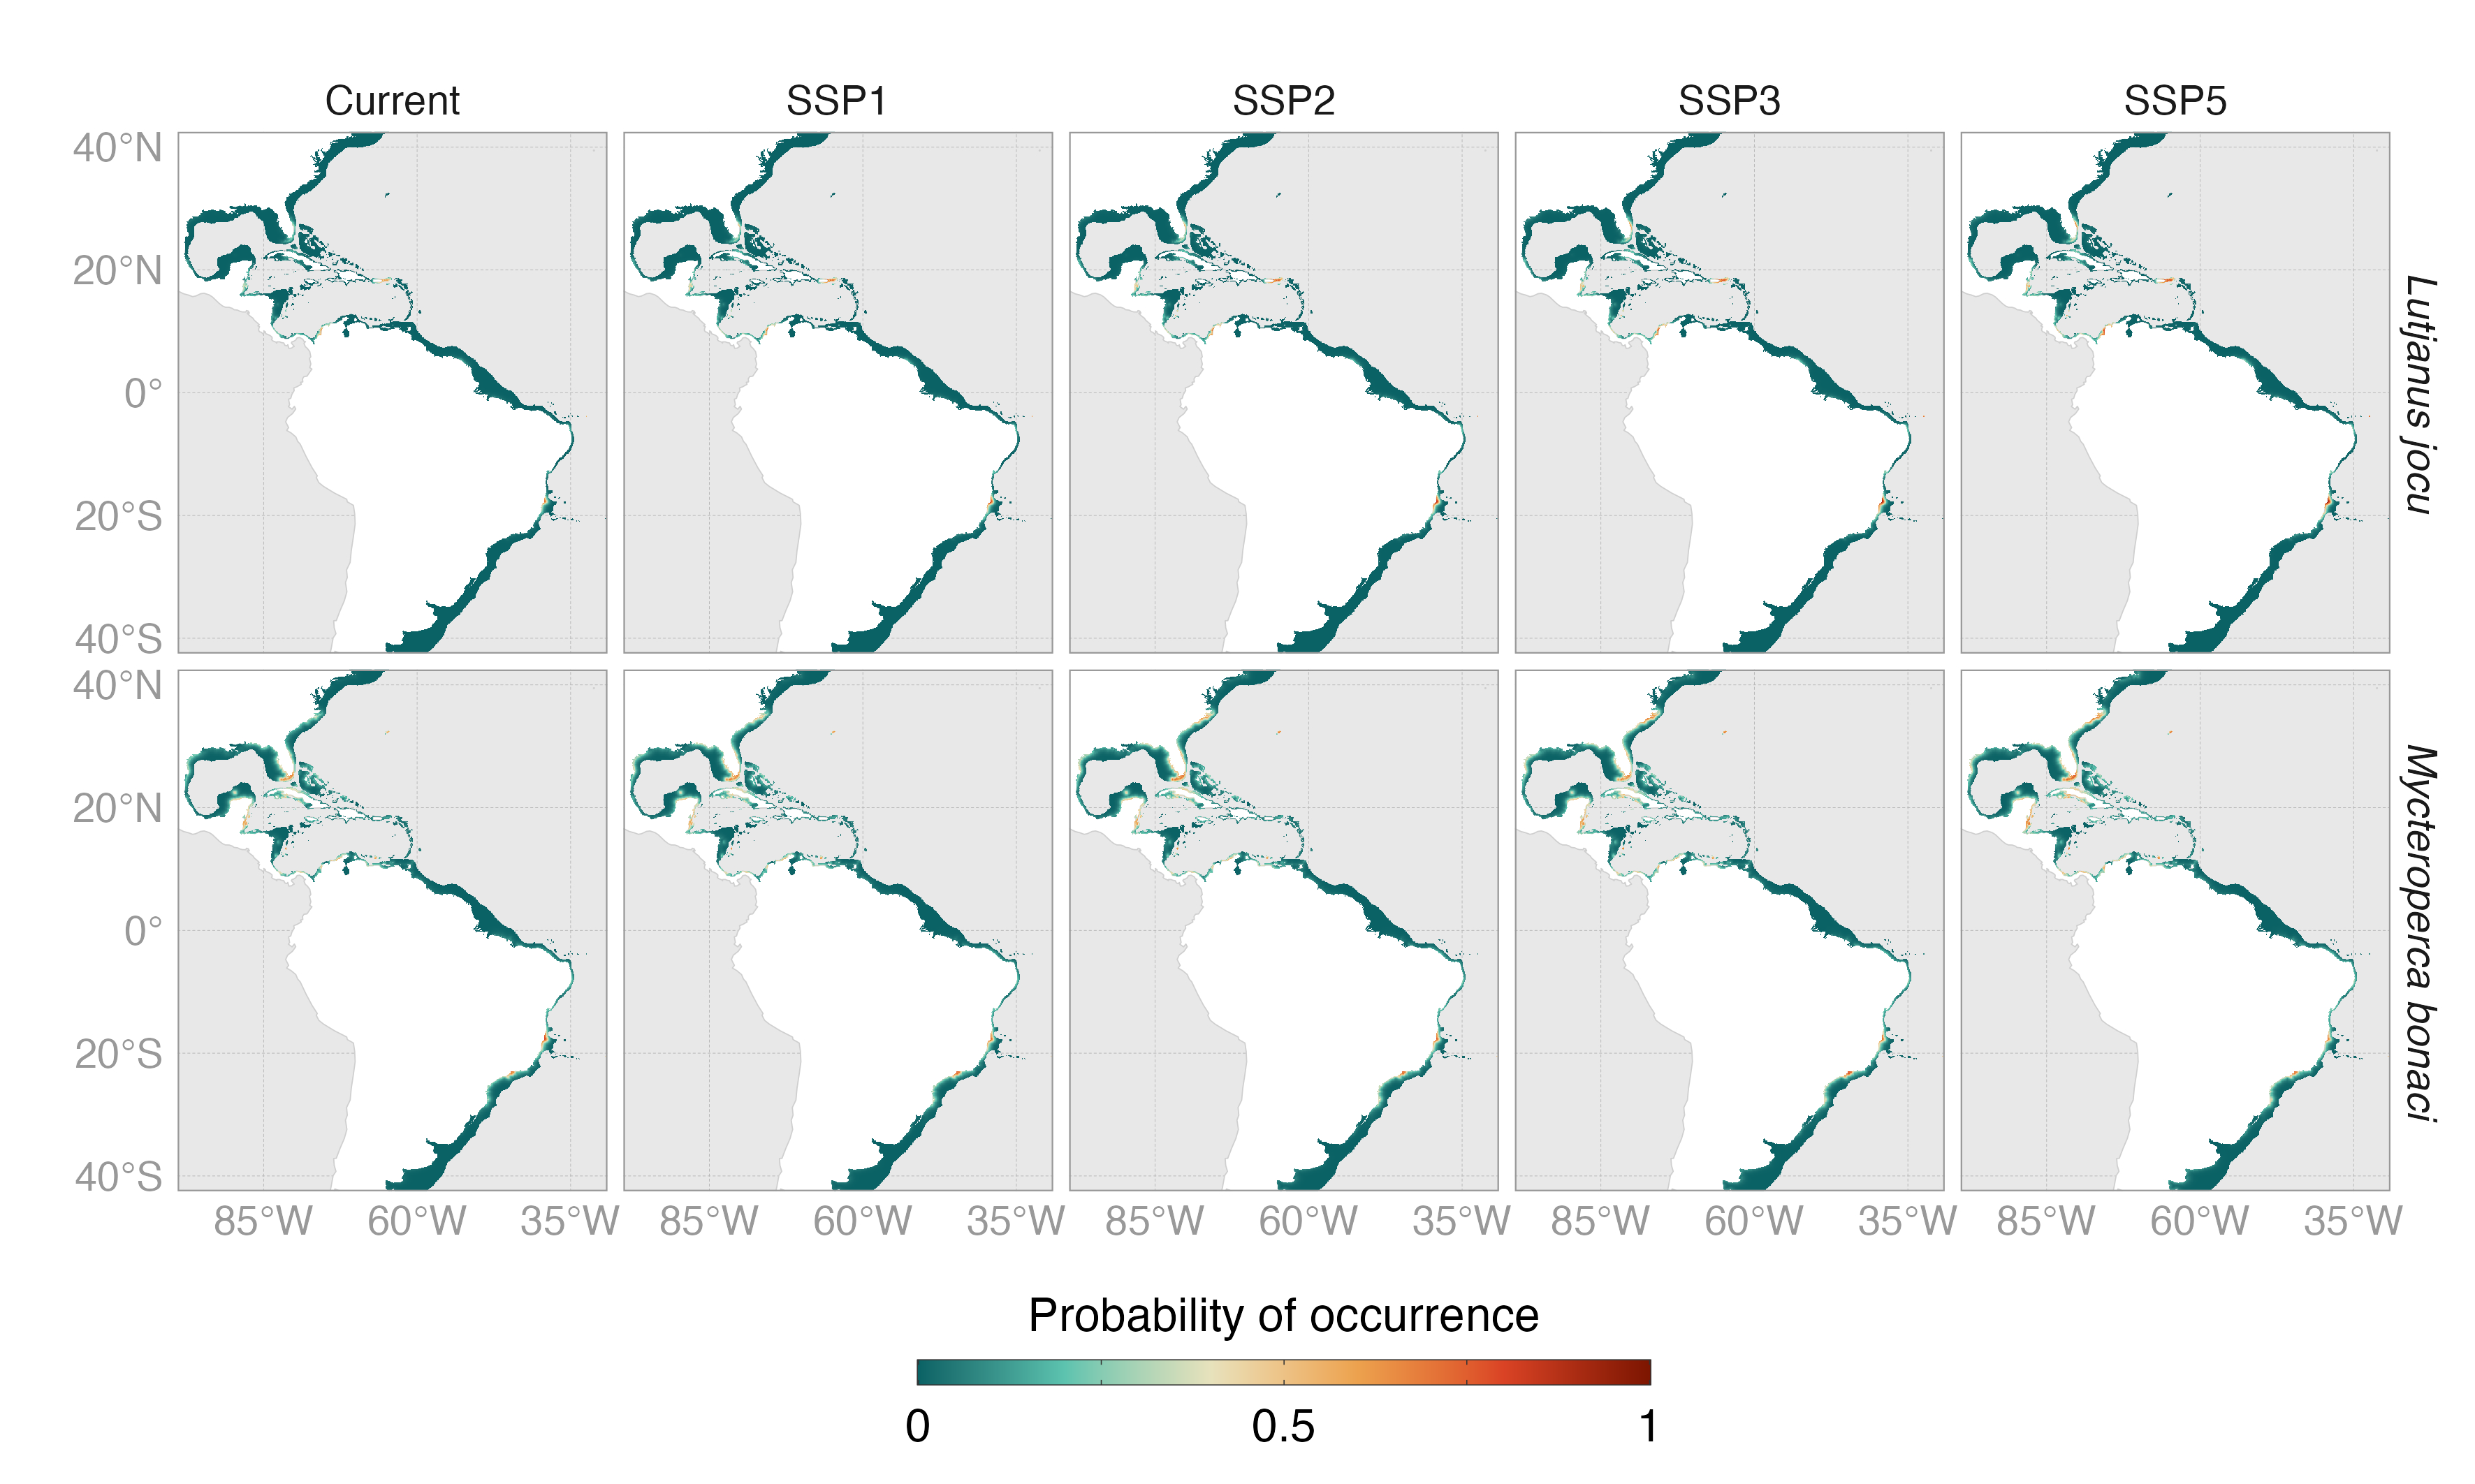 Current SSP1 SSP2 SSP3 SSP5
40°N
20°N
0°
20°S
40°S
Lutjanus jocu
40°N
20°N
0°
20°S
40°S
Mycteroperca bonaci
85°W 60°W 35°W 85°W 60°W 35°W 85°W 60°W 35°W 85°W 60°W 35°W 85°W 60°W 35°W
Probability of occurrence
0 0.5 1